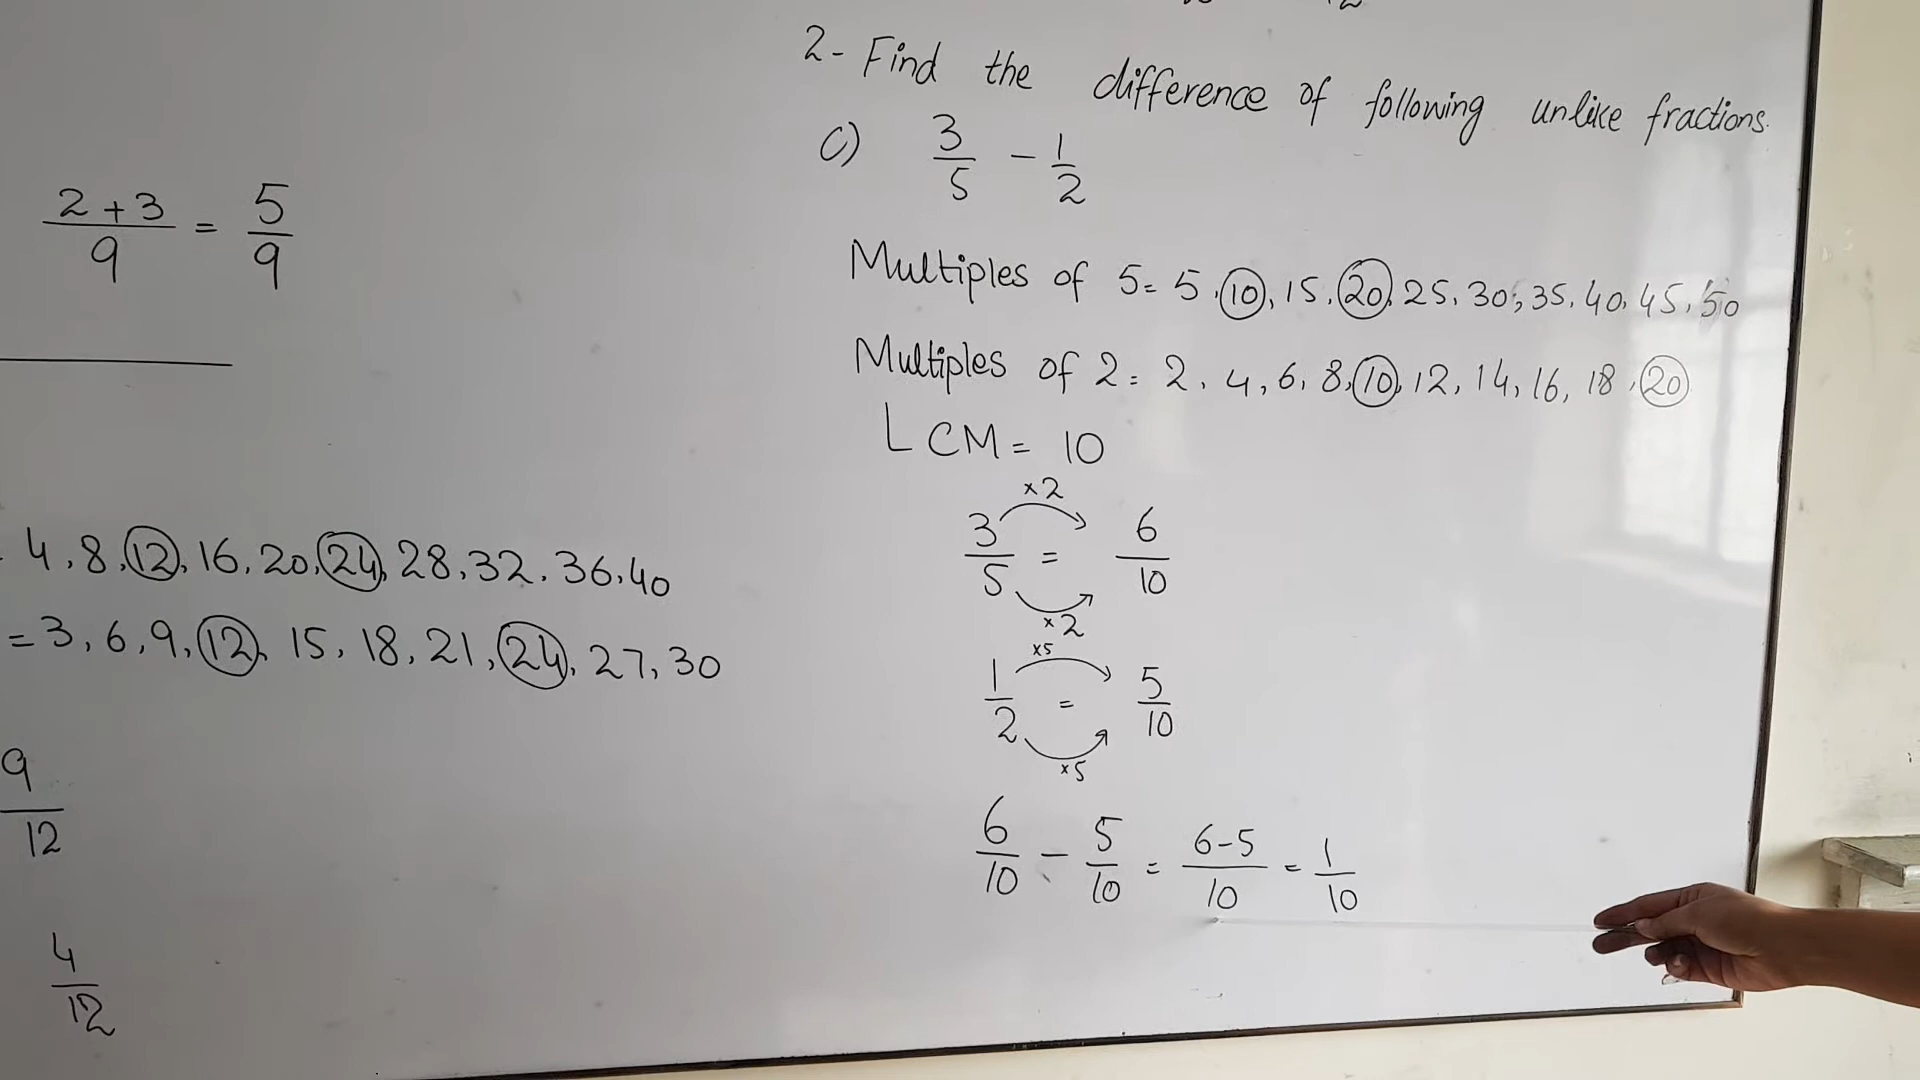 2+3/9 = 5/9
4, 8, 12, 16, 20, 24, 28, 32, 36, 40
= 3, 6, 9, 12, 15, 18, 21, 24, 27, 30
9/12
4/12
12
2- Find the difference of following unlike fractions.
C) 3/5 - 1/2
Multiples of 5 = 5, 10, 15, 20, 25, 30, 35, 40, 45, 50
Multiples of 2 = 2, 4, 6, 8, 10, 12, 14, 16, 18, 20
LCM = 10
×2
3/5 = 6/10
×2
×5
1/2 = 5/10
×5
6/10 - 5/10 = 6-5/10 = 1/10